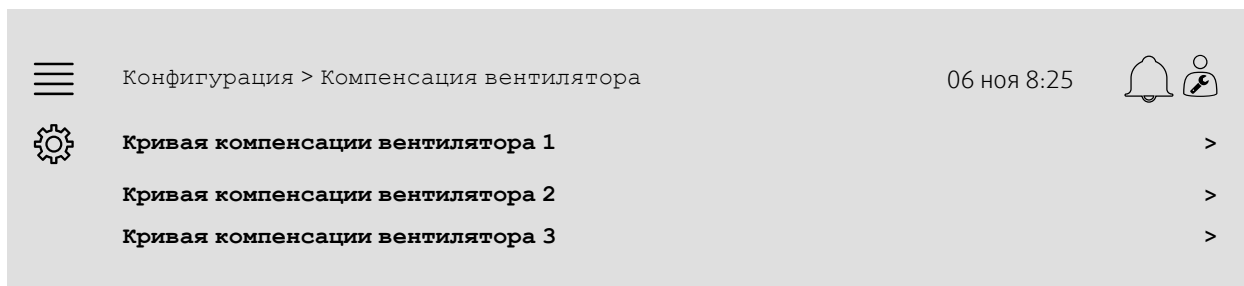 Конфигурация > Компенсация вентилятора 06 ноя 8:25
Кривая компенсации вентилятора 1 >
Кривая компенсации вентилятора 2 >
Кривая компенсации вентилятора 3 >